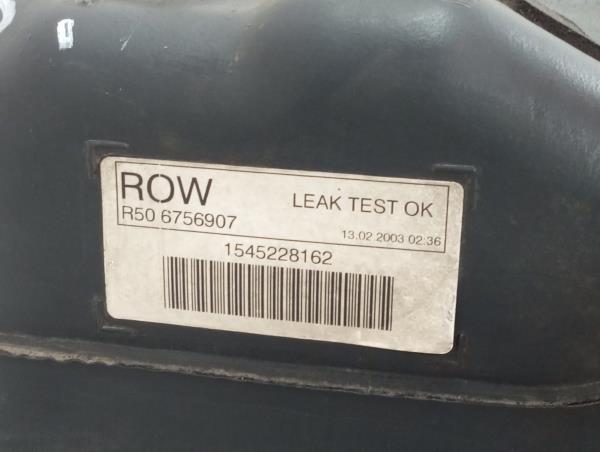 ROW
LEAK TEST OK
R50 6756907
13.02.2003 02:36
1545228162